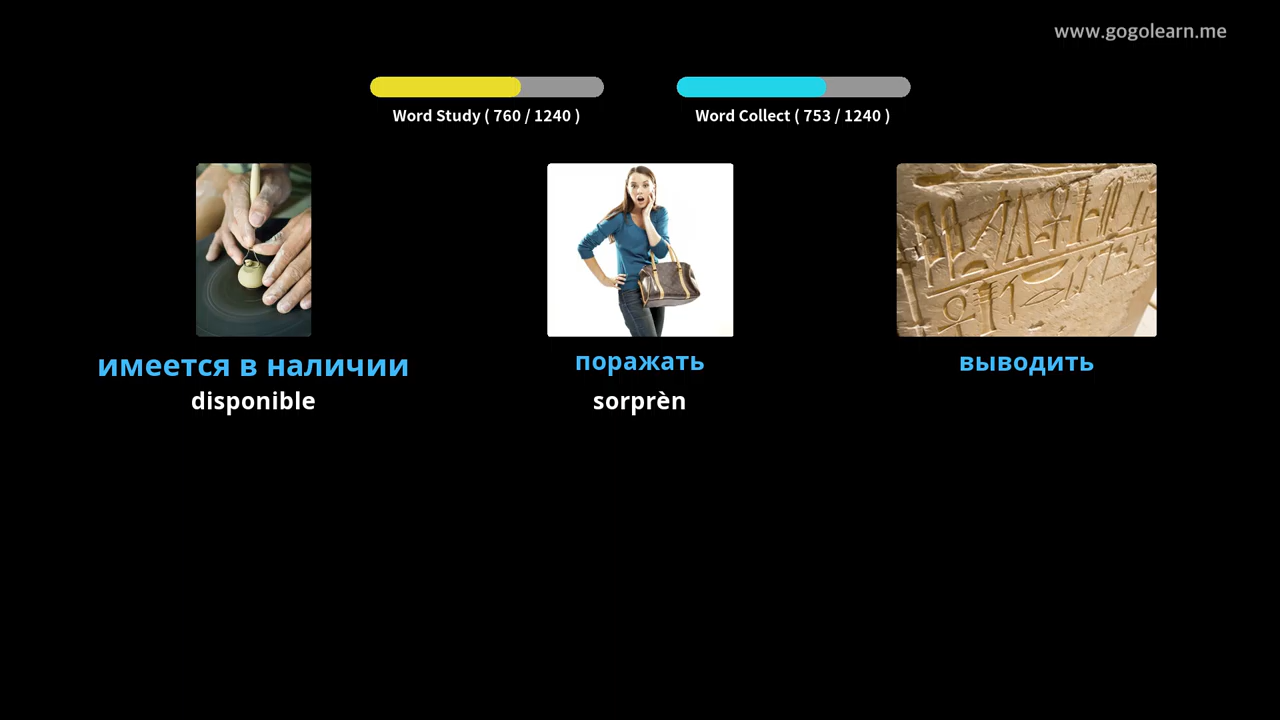 www.gogolearn.me
Word Study ( 760 / 1240 )
Word Collect ( 753 / 1240 )
имеется в наличии
disponible
поражать
sorprèn
выводить